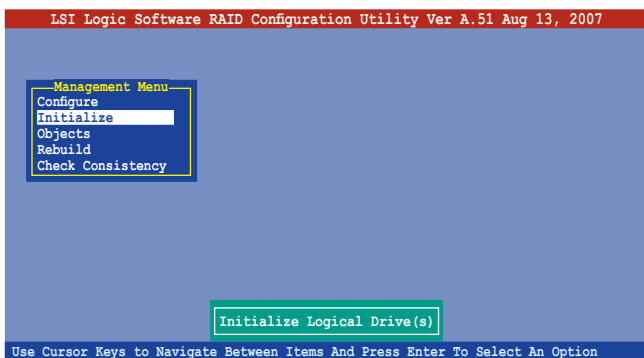 LSI Logic Software RAID Configuration Utility Ver A.51 Aug 13, 2007
Management Menu
Configure
Initialize
Objects
Rebuild
Check Consistency
Initialize Logical Drive(s)
Use Cursor Keys to Navigate Between Items And Press Enter To Select An Option